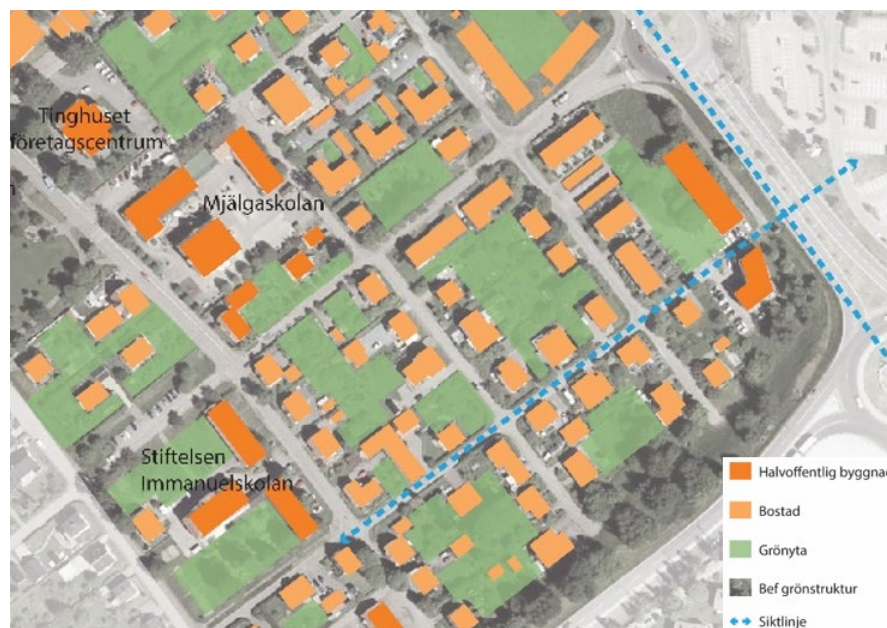 Tinghuset
företagscentrum
Mjälgaskolan
Stiftelsen
Immanuelskolan
Halvoffentlig byggnad
Bostad
Grönyta
Bef grönstruktur
Siktlinje